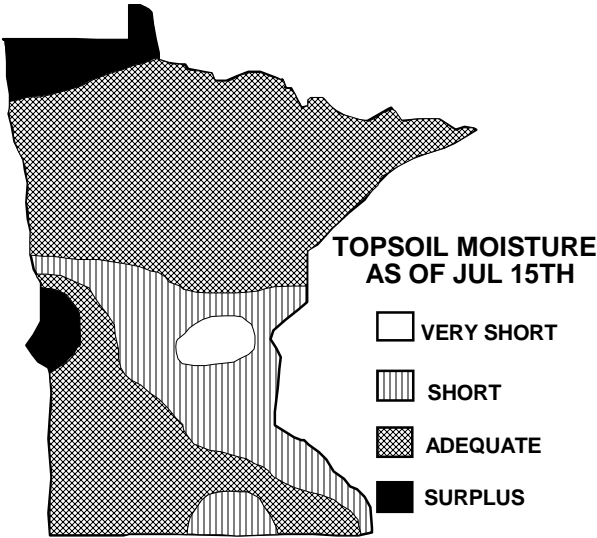 TOPSOIL MOISTURE
AS OF JUL 15TH
VERY SHORT
SHORT
ADEQUATE
SURPLUS